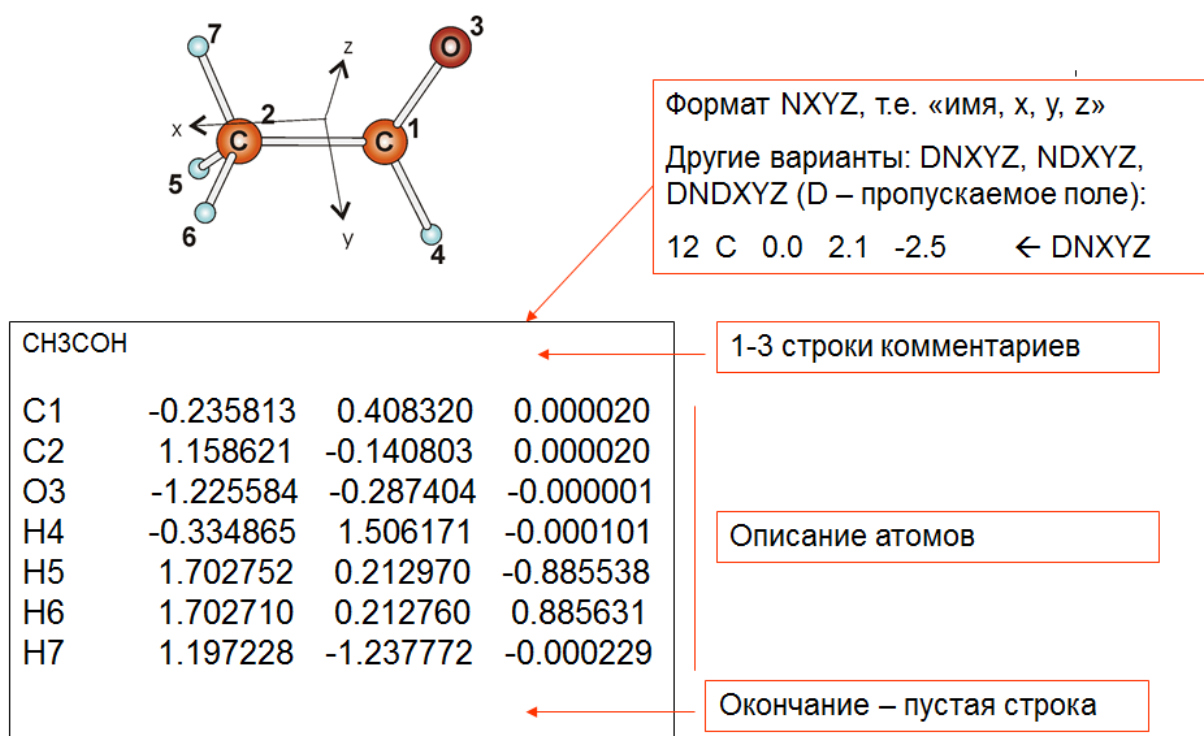 7
z
O
3
x
2
C
C
1
5
6
y
4
Формат NXYZ, т.е. «имя, x, y, z»
Другие варианты: DNXYZ, NDXYZ,
DNDXYZ (D – пропускаемое поле):
12 C 0.0 2.1 -2.5 ← DNXYZ
CH3COH
1-3 строки комментариев
C1 -0.235813 0.408320 0.000020
C2 1.158621 -0.140803 0.000020
O3 -1.225584 -0.287404 -0.000001
H4 -0.334865 1.506171 -0.000101
H5 1.702752 0.212970 -0.885538
H6 1.702710 0.212760 0.885631
H7 1.197228 -1.237772 -0.000229
Описание атомов
Окончание – пустая строка